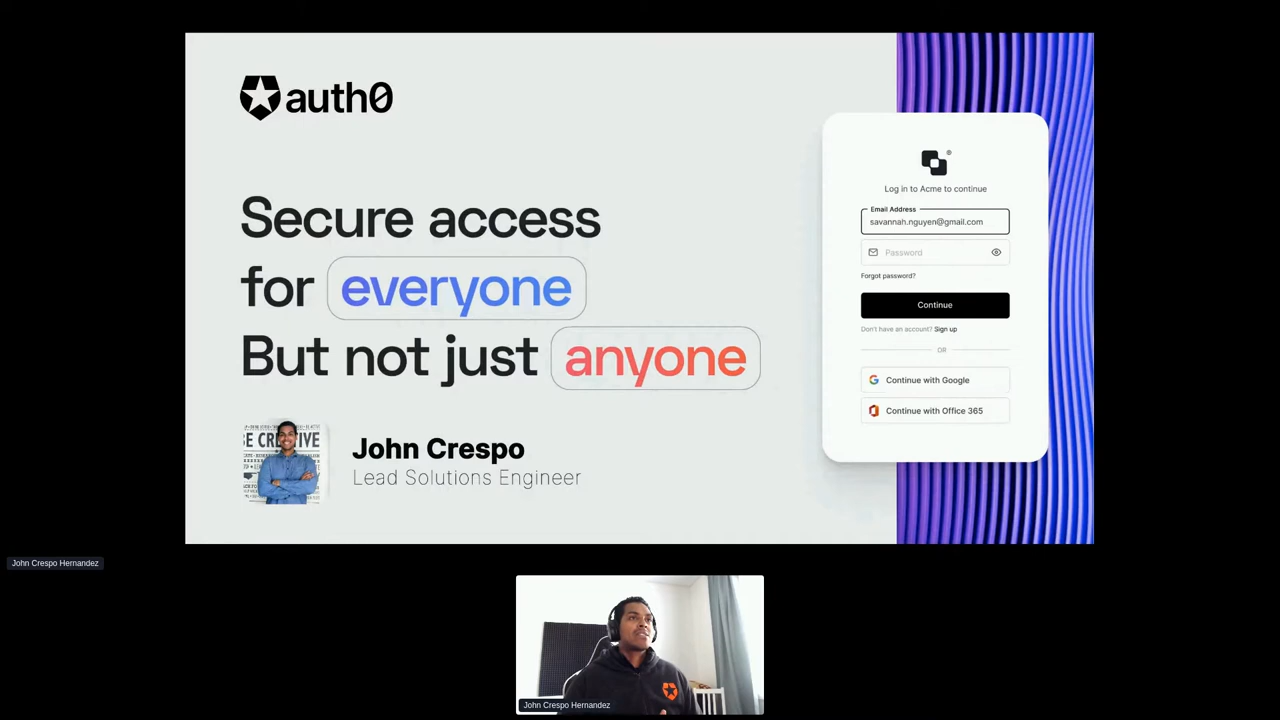 auth0
Secure access
for everyone
But not just anyone
BE CREATIVE
John Crespo
Lead Solutions Engineer
Log in to Acme to continue
Email Address
savannah.nguyen@gmail.com
Password
Forgot password?
Continue
Don't have an account? Sign up
OR
Continue with Google
Continue with Office 365
John Crespo Hernandez
John Crespo Hernandez